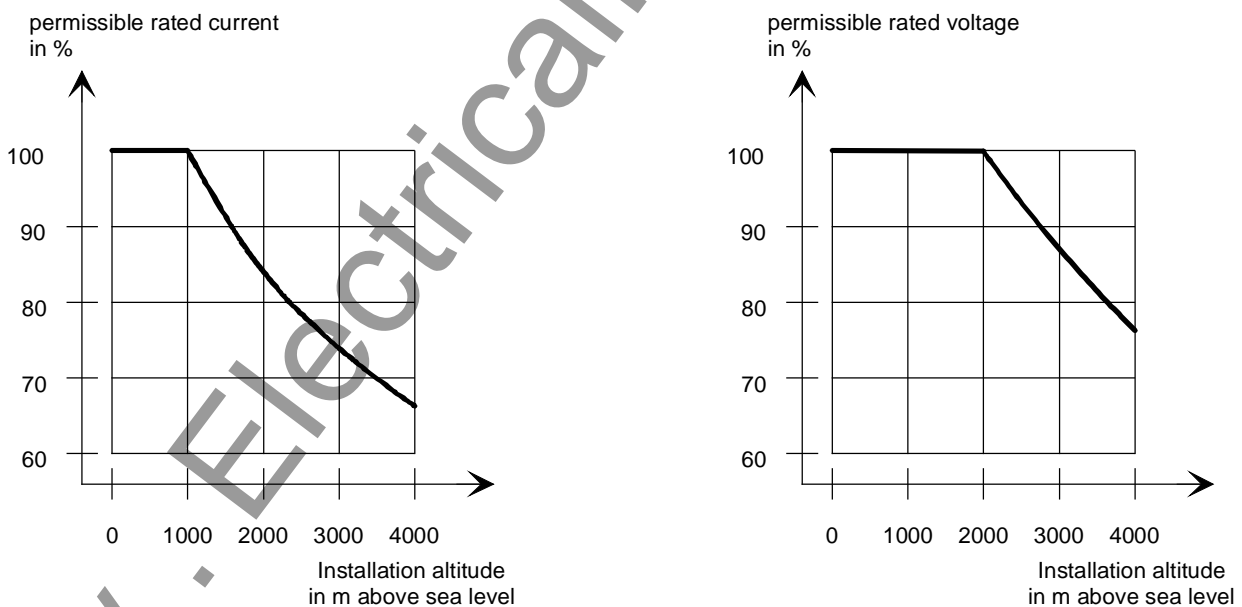 permissible rated current
in %
100
90
80
70
60
0 1000 2000 3000 4000
Installation altitude
in m above sea level
permissible rated voltage
in %
100
90
80
70
60
0 1000 2000 3000 4000
Installation altitude
in m above sea level
. Electrical